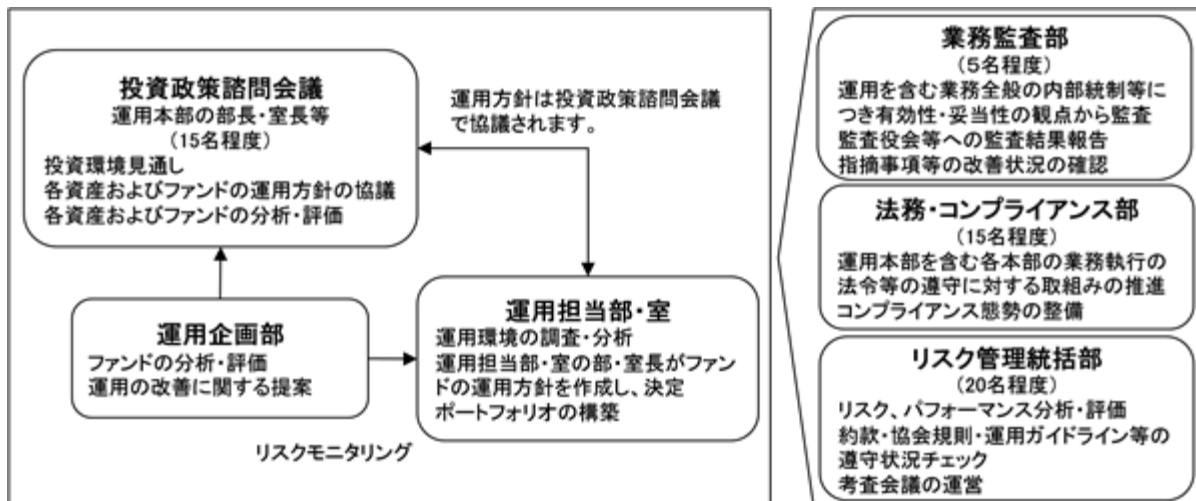 投資政策諮問会議
運用本部の部長・室長等
(15名程度)
投資環境見通し
各資産およびファンドの運用方針の協議
各資産およびファンドの分析・評価
運用方針は投資政策諮問会議
で協議されます。
運用企画部
ファンドの分析・評価
運用の改善に関する提案
運用担当部・室
運用環境の調査・分析
運用担当部・室の部・室長がファン
ドの運用方針を作成し、決定
ポートフォリオの構築
リスクモニタリング
業務監査部
(5名程度)
運用を含む業務全般の内部統制等に
つき有効性・妥当性の観点から監査
監査役会等への監査結果報告
指摘事項等の改善状況の確認
法務・コンプライアンス部
(15名程度)
運用本部を含む各本部の業務執行の
法令等の遵守に対する取組みの推進
コンプライアンス態勢の整備
リスク管理統括部
(20名程度)
リスク、パフォーマンス分析・評価
約款・協会規則・運用ガイドライン等の
遵守状況チェック
考査会議の運営